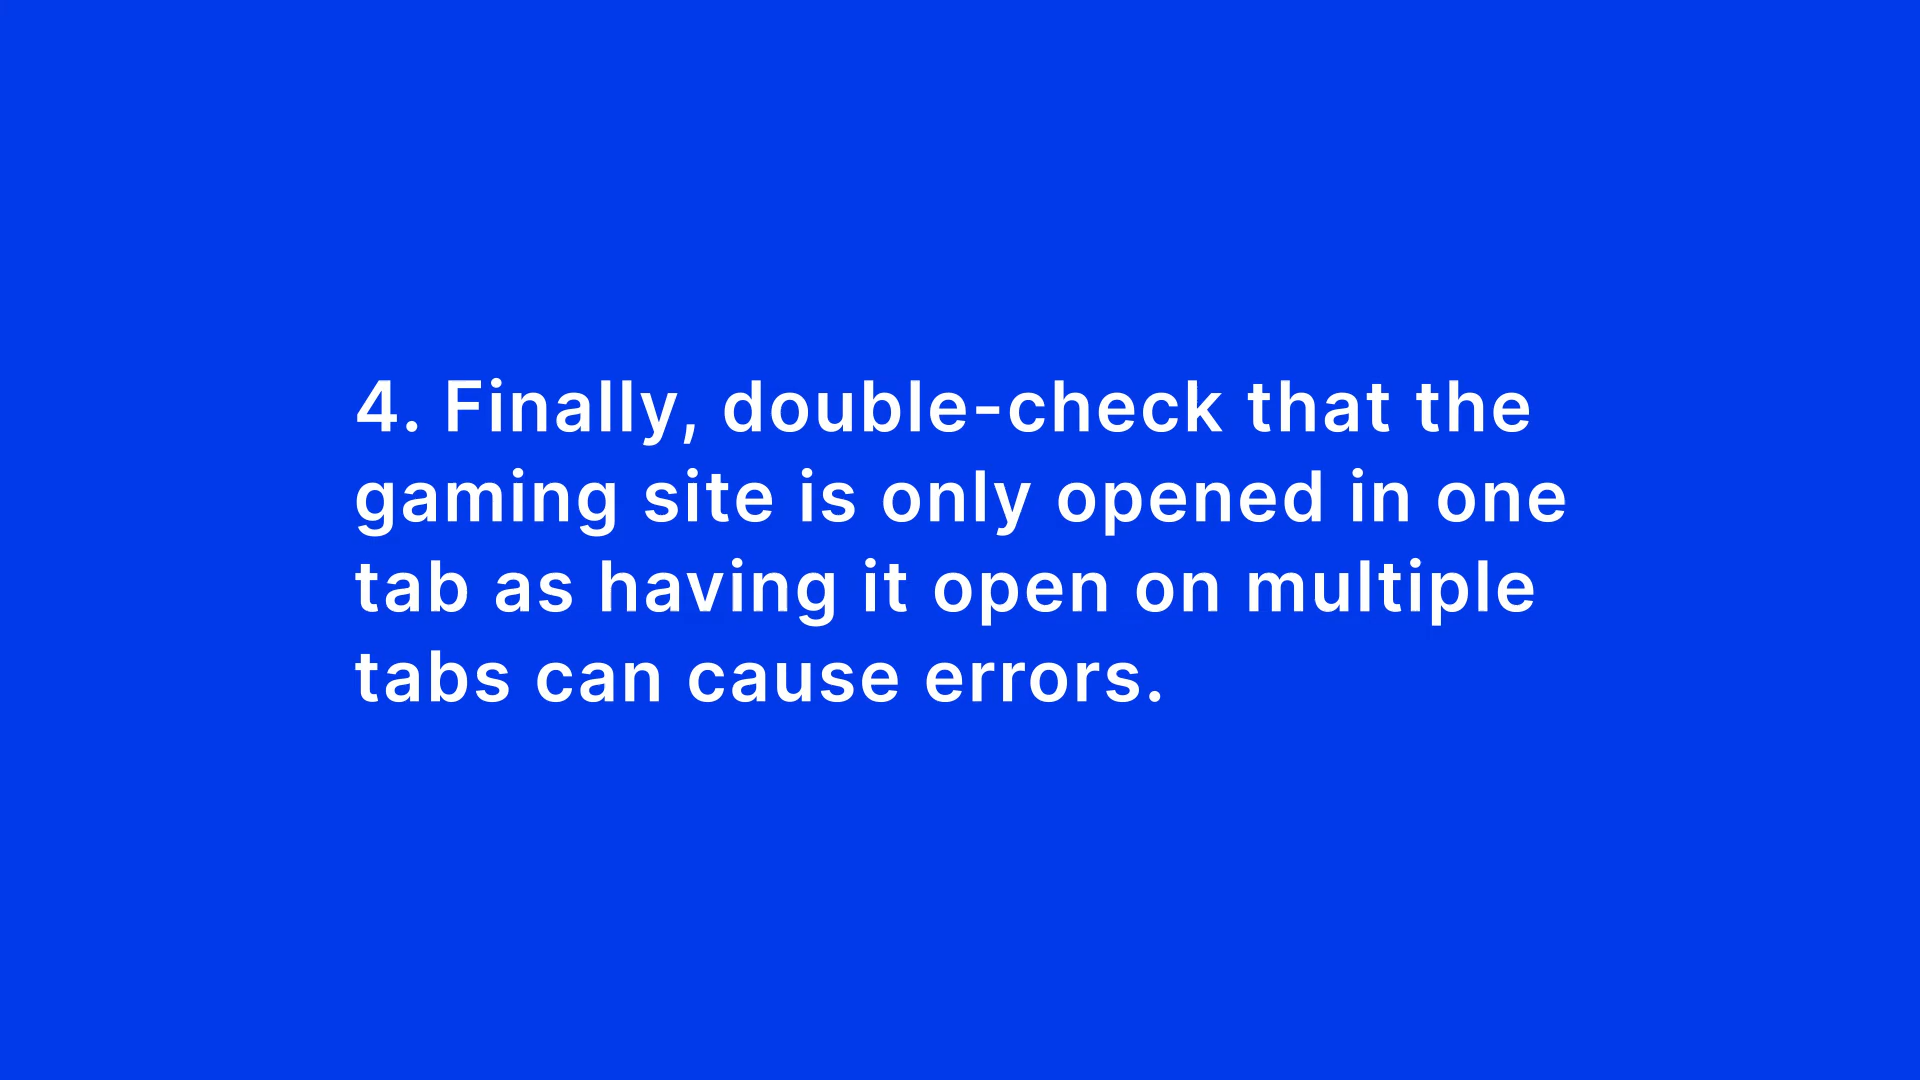 4. Finally, double-check that the
gaming site is only opened in one
tab as having it open on multiple
tabs can cause errors.